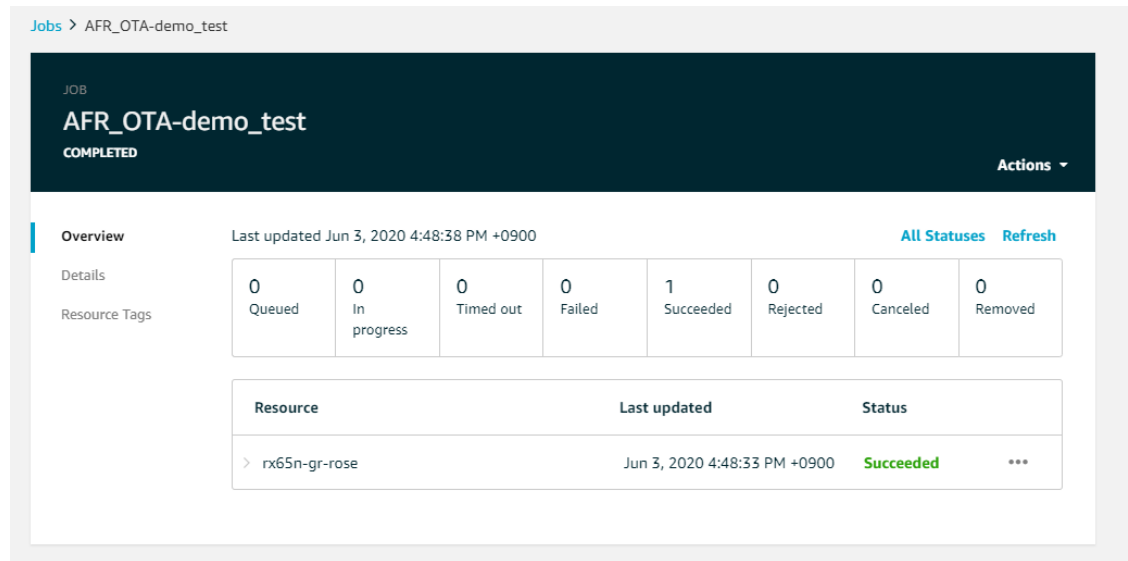 Jobs > AFR_OTA-demo_test
JOB
AFR_OTA-demo_test
COMPLETED
Actions
Overview
Details
Resource Tags
Last updated Jun 3, 2020 4:48:38 PM +0900
All Statuses Refresh
0 0 0 0 1 0 0 0
Queued In progress Timed out Failed Succeeded Rejected Canceled Removed
Resource Last updated Status
> rx65n-gr-rose Jun 3, 2020 4:48:33 PM +0900 Succeeded •••